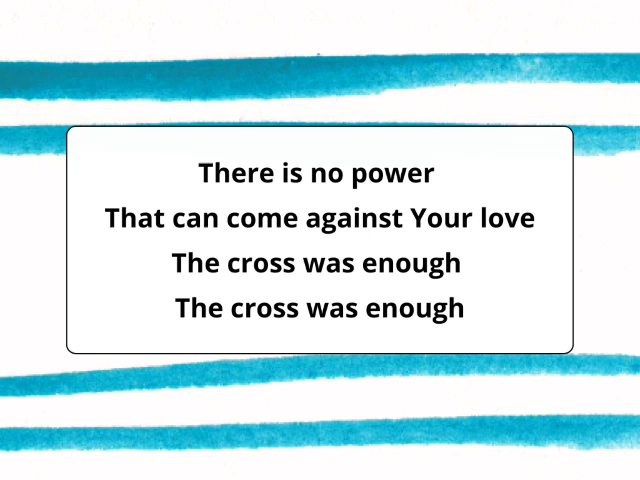 There is no power
That can come against Your love
The cross was enough
The cross was enough